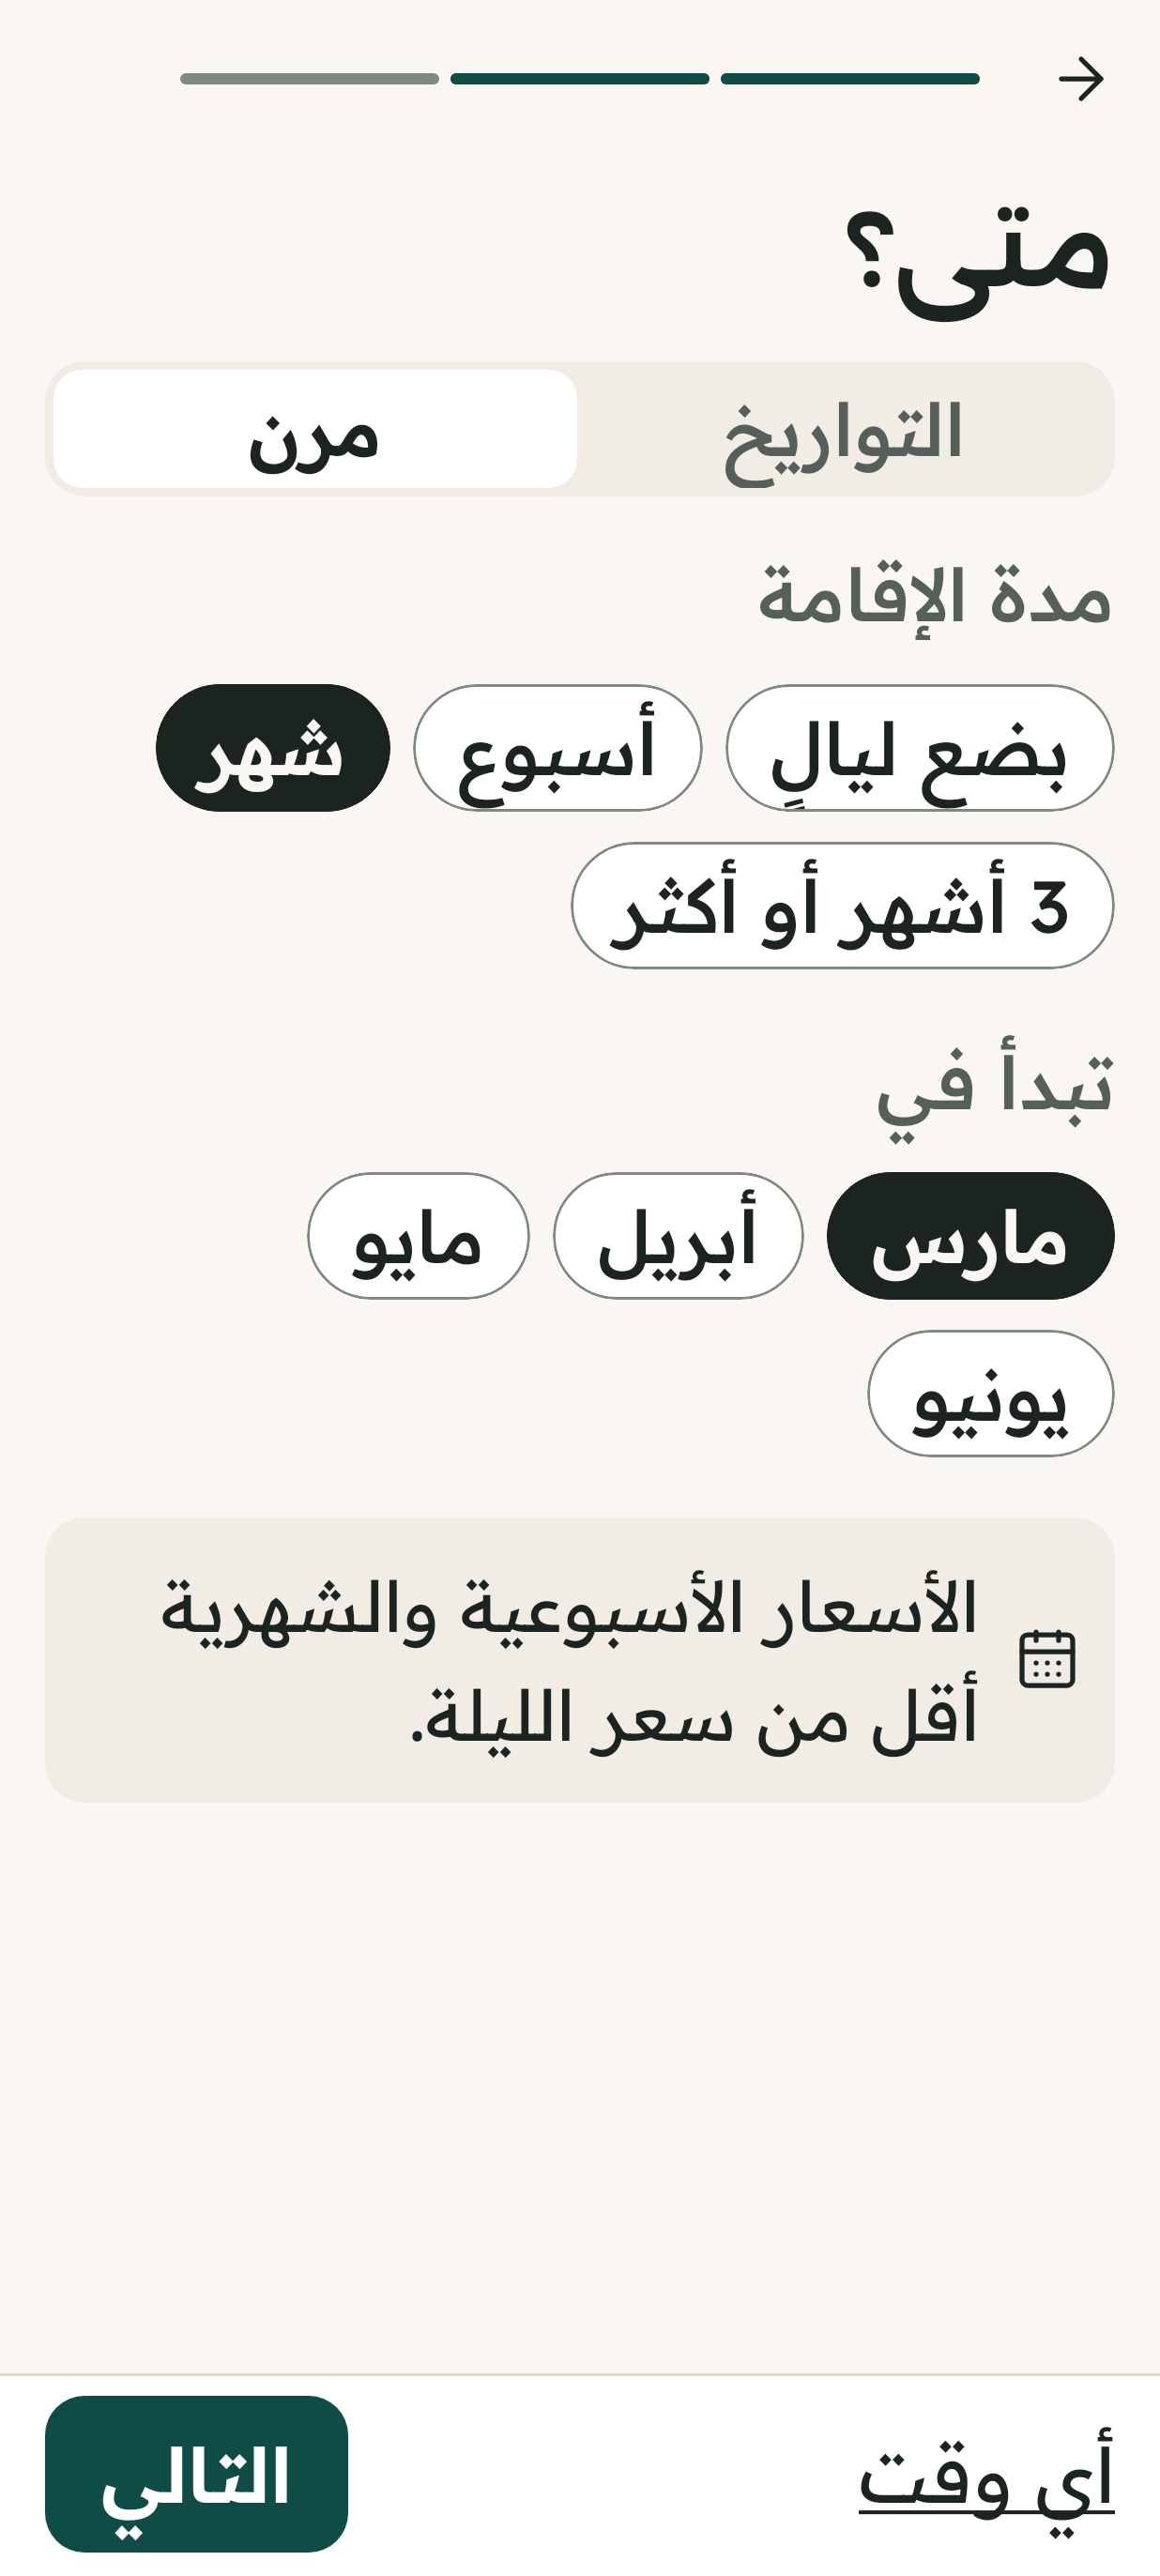 متى؟
التواريخ
مرن
مدة الإقامة
بضع ليالٍ
أسبوع
شهر
3 أشهر أو أكثر
تبدأ في
مارس
أبريل
مايو
يونيو
الأسعار الأسبوعية والشهرية
أقل من سعر الليلة.
أي وقت
التالي